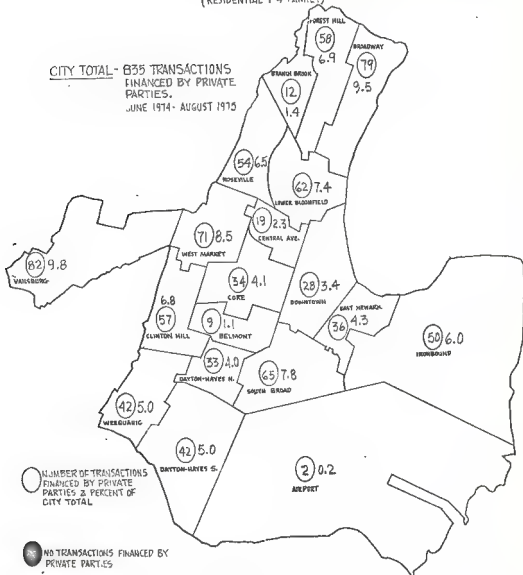 (RESIDENTIAL 1-4 FAMILY)
CITY TOTAL - 835 TRANSACTIONS
FINANCED BY PRIVATE
PARTIES.
JUNE 1974 - AUGUST 1975
FOREST HILL
58
6.9
BROADWAY
79
9.5
BRANCH BROOK
12
1.4
54 6.5
ROSEVILLE
62 7.4
LOWER BLOOMFIELD
19 2.3
CENTRAL AVE.
71 8.5
WEST MARKET
82 9.8
VAILSBURG
34 4.1
CORE
28 3.4
DOWNTOWN
6.8
57
CLINTON HILL
9 1.1
BELMONT
EAST NEWARK
36 4.3
50 6.0
IRONBOUND
33 4.0
DAYTON-HAYES N.
65 7.8
SOUTH BROAD
42 5.0
WEEQUAHIC
42 5.0
DAYTON-HAYES S.
2 0.2
AIRPORT
NUMBER OF TRANSACTIONS
FINANCED BY PRIVATE
PARTIES & PERCENT OF
CITY TOTAL
NO TRANSACTIONS FINANCED BY
PRIVATE PARTIES